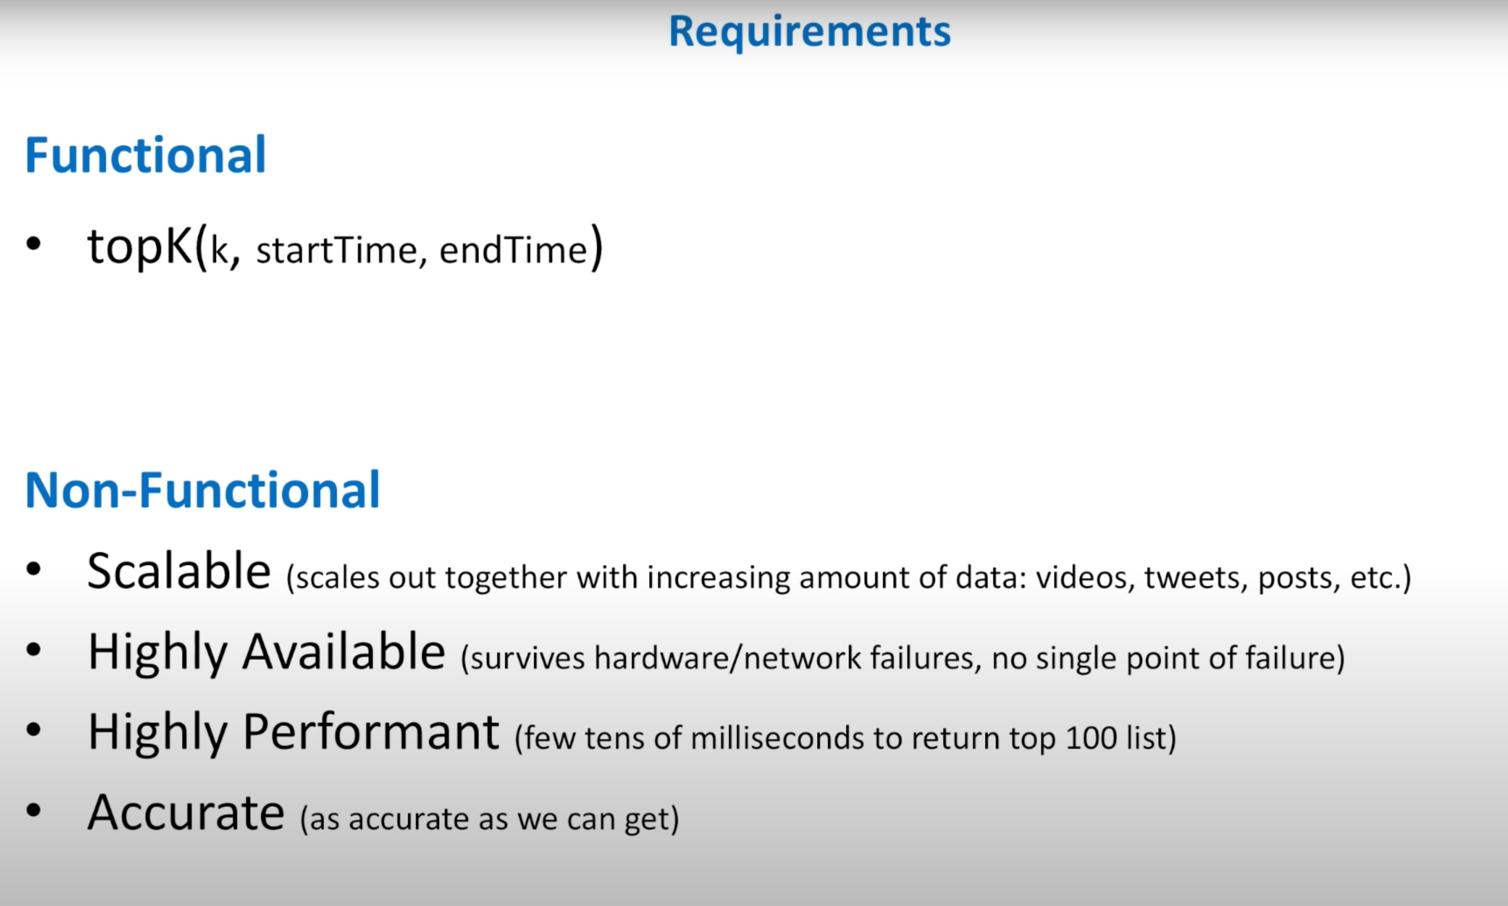 Requirements
Functional
• topK(k, startTime, endTime)
Non-Functional
• Scalable (scales out together with increasing amount of data: videos, tweets, posts, etc.)
• Highly Available (survives hardware/network failures, no single point of failure)
• Highly Performant (few tens of milliseconds to return top 100 list)
• Accurate (as accurate as we can get)